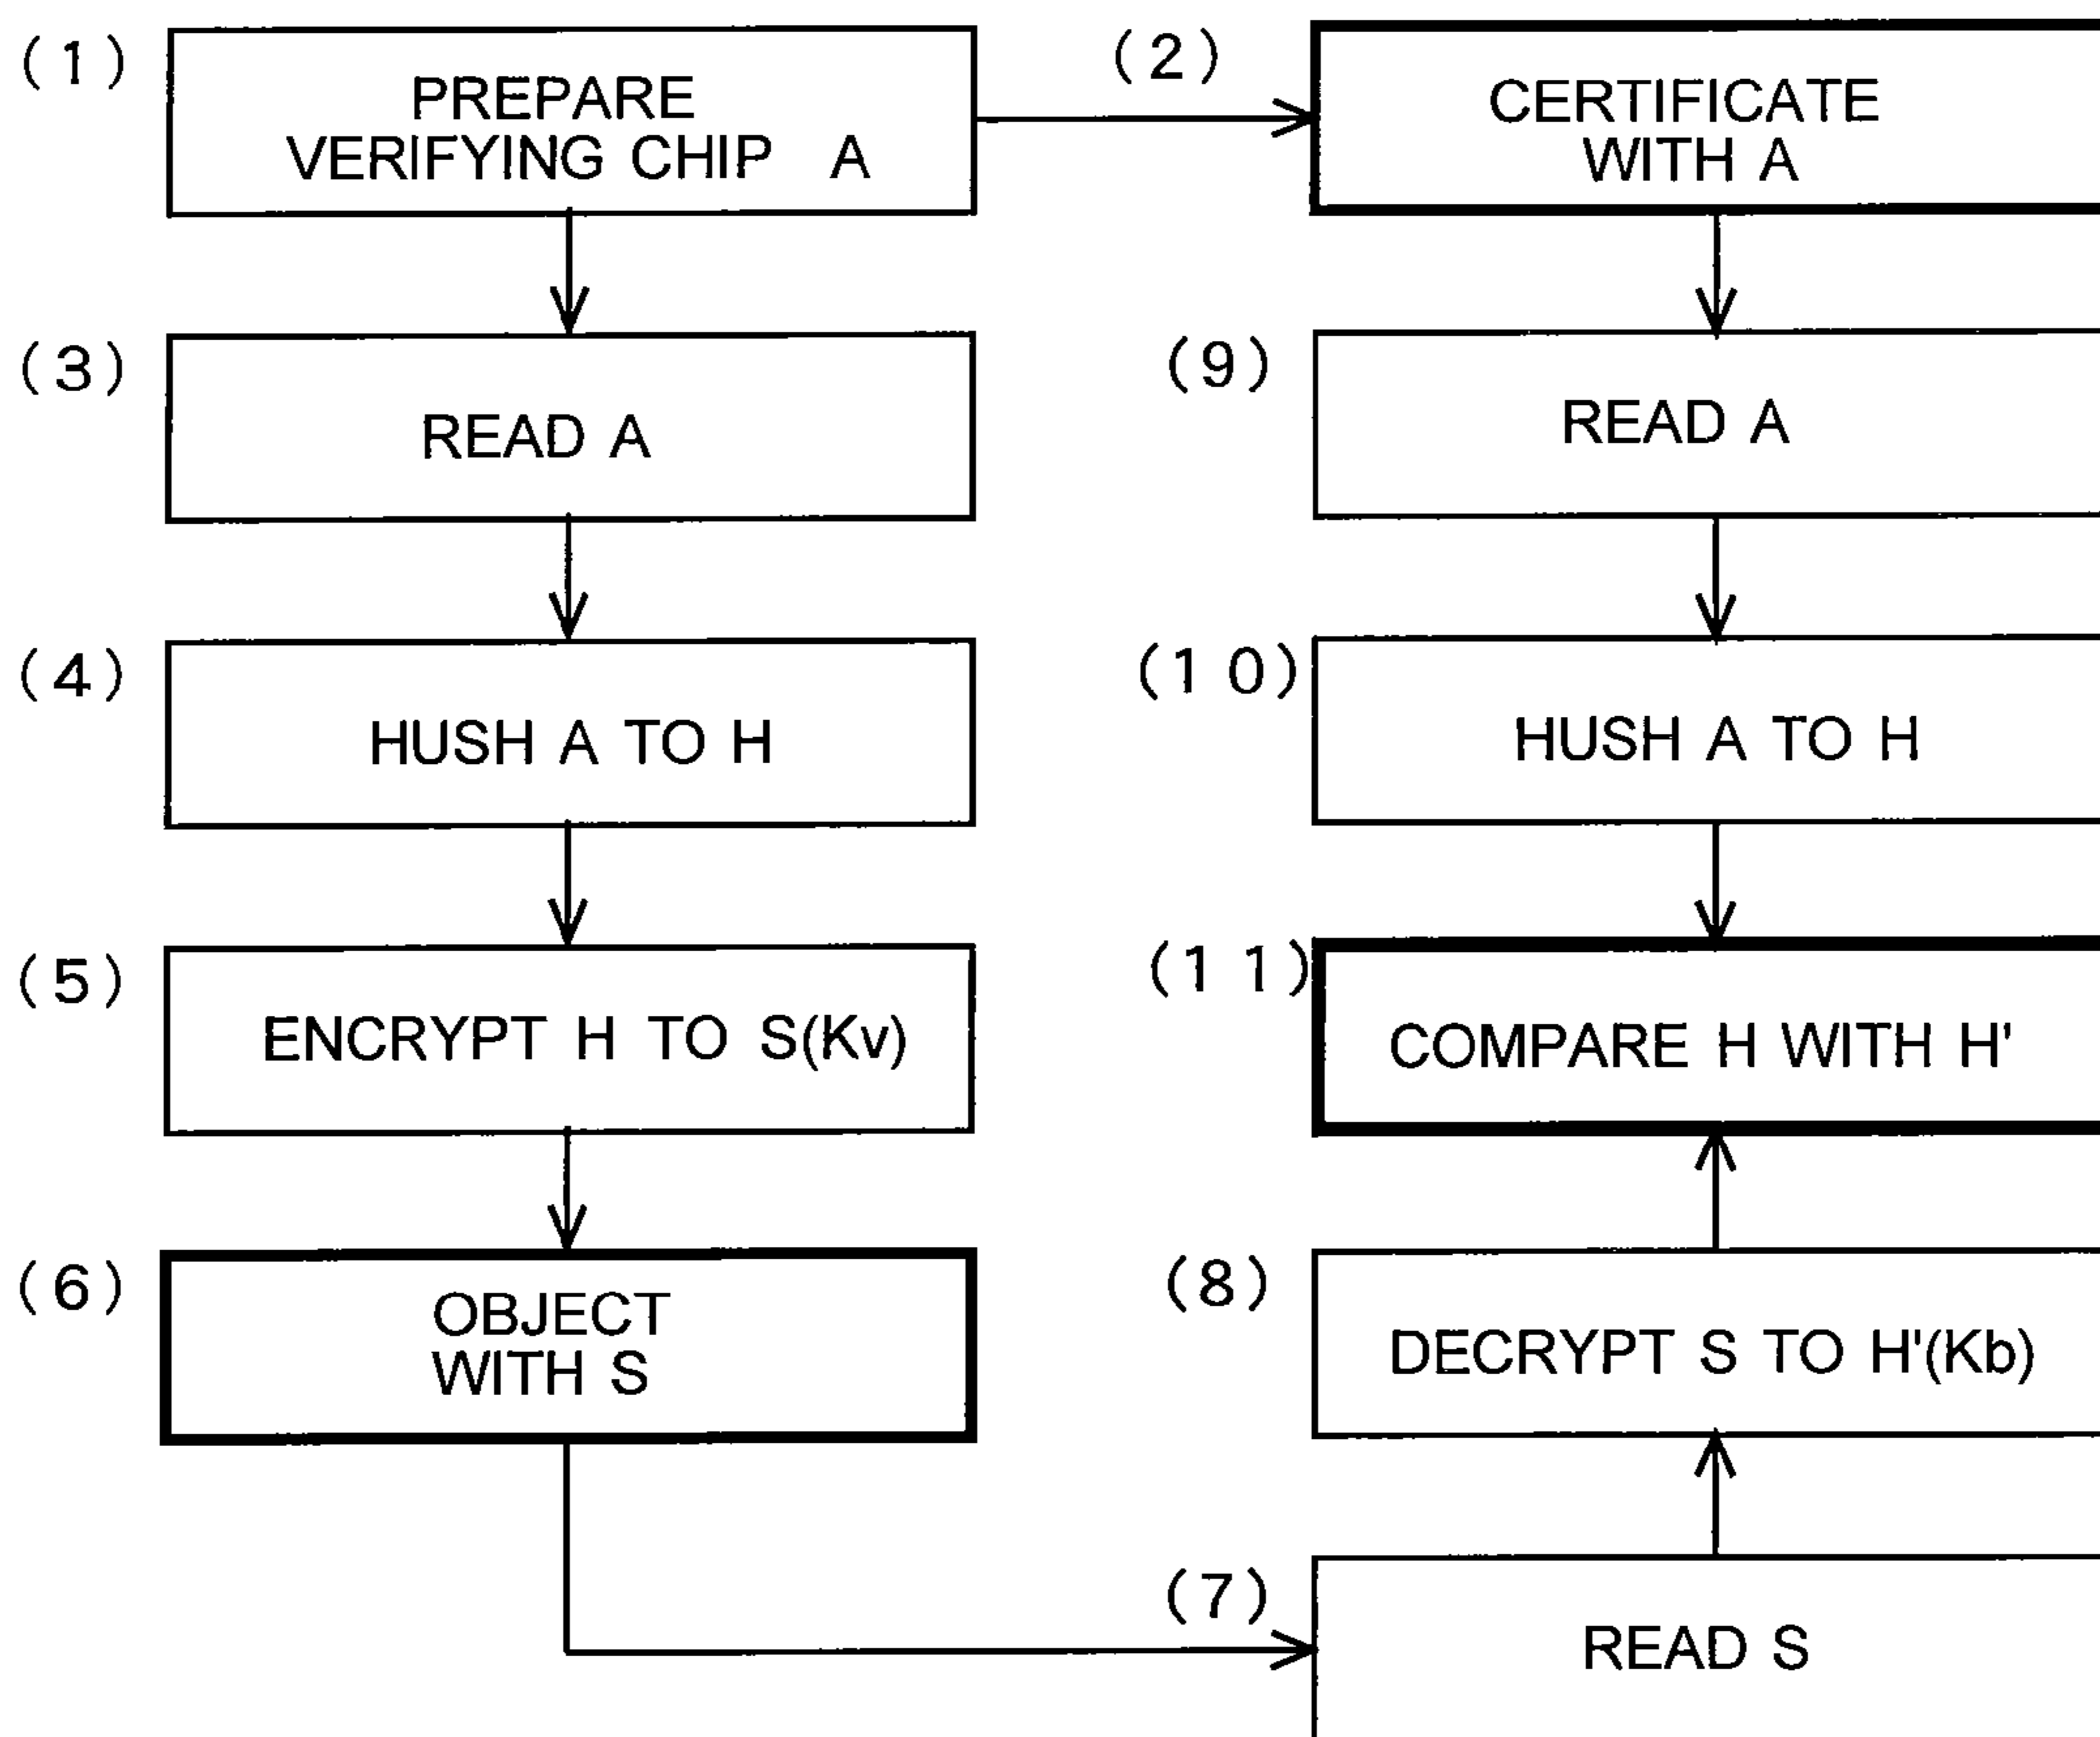 (1)
PREPARE
VERIFYING CHIP A
(2)
CERTIFICATE
WITH A
(3)
READ A
(9)
READ A
(4)
HUSH A TO H
(10)
HUSH A TO H
(5)
ENCRYPT H TO S(Kv)
(11)
COMPARE H WITH H'
(6)
OBJECT
WITH S
(8)
DECRYPT S TO H'(Kb)
(7)
READ S